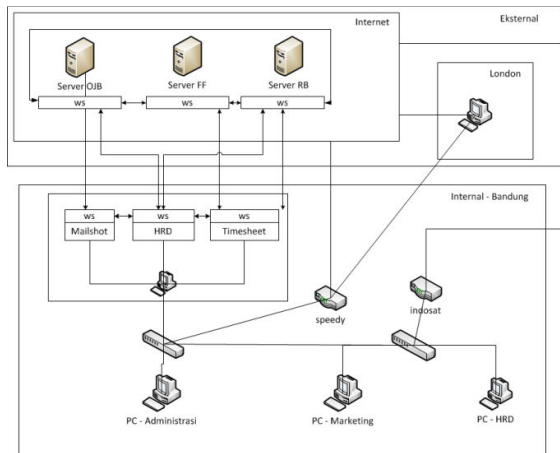 Internet
Eksternal
London
Server OJB
Server FF
Server RB
ws
ws
ws
Internal - Bandung
ws
ws
ws
Mailshot
HRD
Timesheet
speedy
indosat
PC - Administrasi
PC - Marketing
PC - HRD